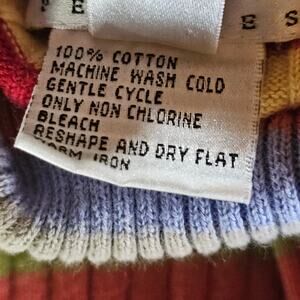 P E E S
100% COTTON
MACHINE WASH COLD
GENTLE CYCLE
ONLY NON CHLORINE
BLEACH
RESHAPE AND DRY FLAT
WARM IRON